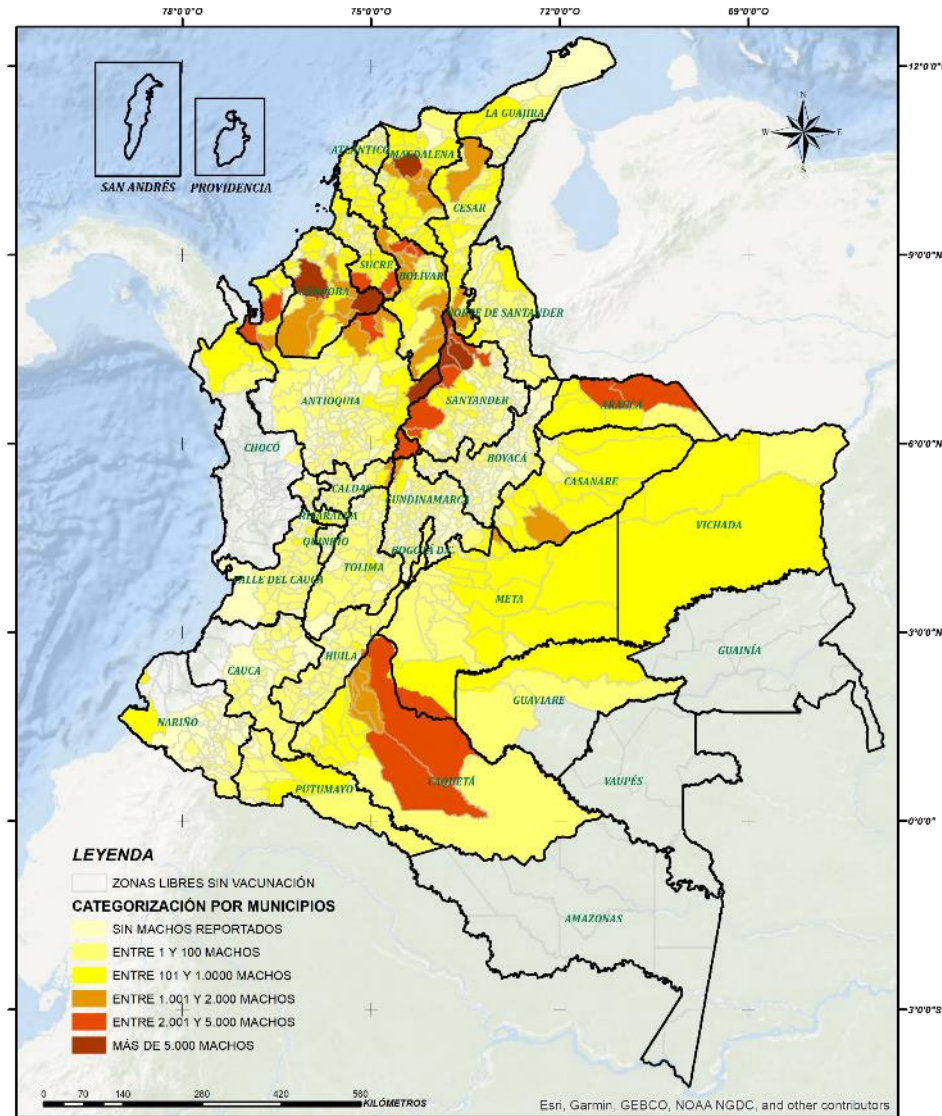 78°0'0"O 75°0'0"O 72°0'0"O 69°0'0"O
12°0'0"N
N
W E
S
LA GUAJIRA
ATLÁNTICO
MAGDALENA
SAN ANDRÉS PROVIDENCIA
CESAR
9°0'0"N
SUCRE
BOLÍVAR
CÓRDOBA
NORTE DE SANTANDER
ANTIOQUIA
SANTANDER
ARAUCA
CHOCÓ
6°0'0"N
BOYACÁ
CASANARE
CALDAS
CUNDINAMARCA
RISARALDA
VICHADA
QUINDIO
BOGOTÁ D.C.
TOLIMA
VALLE DEL CAUCA
META
3°0'0"N
HUILA
GUAINÍA
CAUCA
GUAVIARE
NARIÑO
CAQUETÁ
VAUPÉS
PUTUMAYO
0°0'0"
LEYENDA
ZONAS LIBRES SIN VACUNACIÓN
CATEGORIZACIÓN POR MUNICIPIOS
SIN MACHOS REPORTADOS
ENTRE 1 Y 100 MACHOS
ENTRE 101 Y 1.0000 MACHOS
ENTRE 1.001 Y 2.000 MACHOS
ENTRE 2.001 Y 5.000 MACHOS
MÁS DE 5.000 MACHOS
AMAZONAS
3°0'0"S
0 70 140 280 420 560
KILÓMETROS
Esri, Garmin, GEBCO, NOAA NGDC, and other contributors